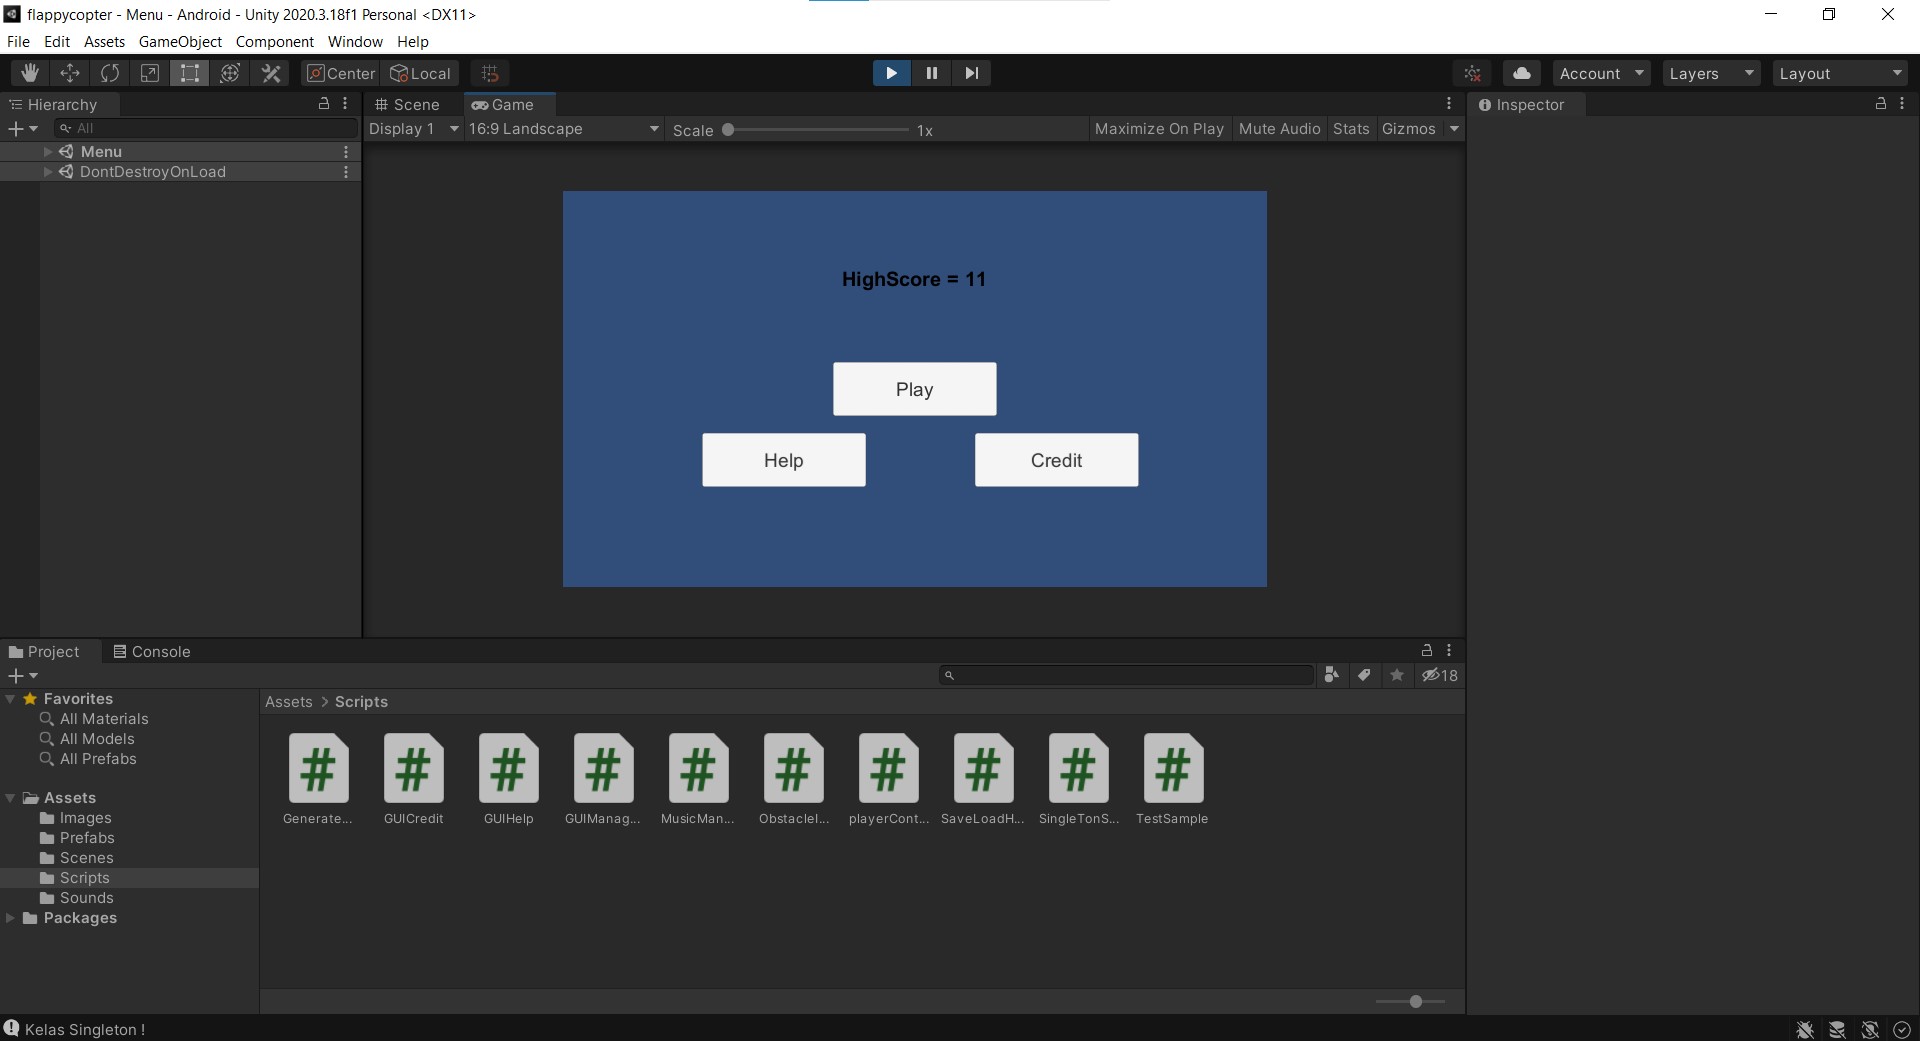 flappycopter - Menu - Android - Unity 2020.3.18f1 Personal <DX11>
File Edit Assets GameObject Component Window Help
Center Local Account Layers Layout
Hierarchy Scene Game Inspector
All Display 1 16:9 Landscape Scale 1x Maximize On Play Mute Audio Stats Gizmos
Menu
DontDestroyOnLoad
HighScore = 11
Play
Help Credit
Project Console
18
Favorites
All Materials
All Models
All Prefabs
Assets
Images
Prefabs
Scenes
Scripts
Sounds
Packages
Assets > Scripts
Generate... GUICredit GUIHelp GUIManag... MusicMan... ObstacleI... playerCont... SaveLoadH... SingleTonS... TestSample
Kelas Singleton !